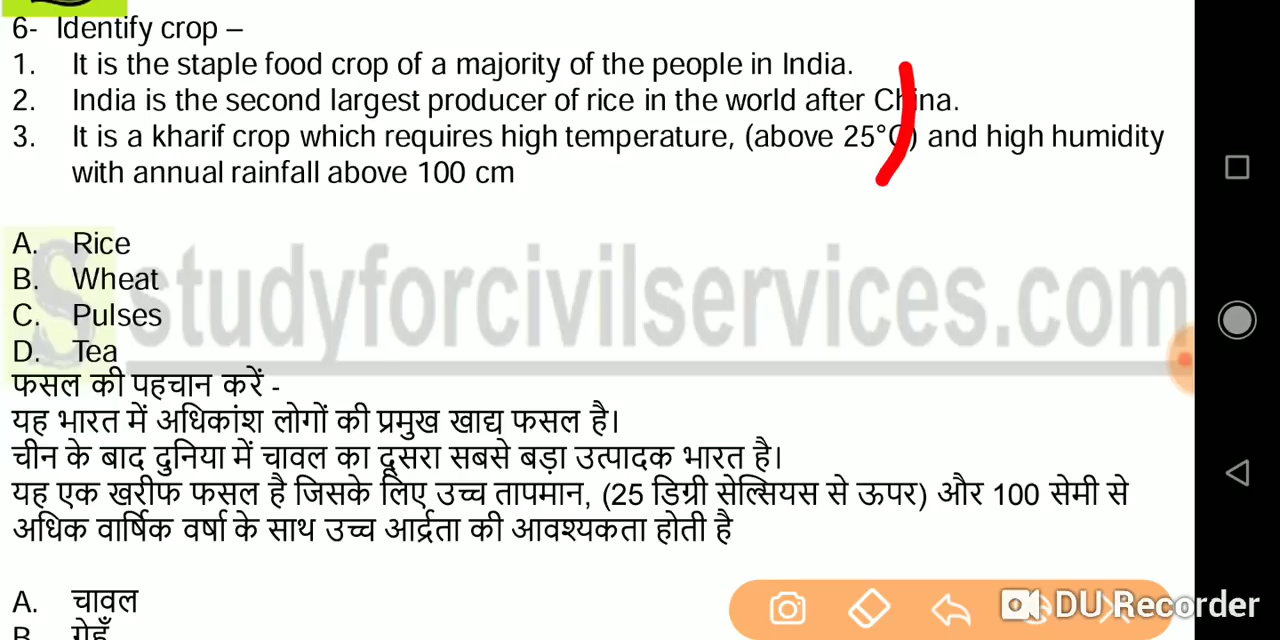 6- Identify crop –
1. It is the staple food crop of a majority of the people in India.
2. India is the second largest producer of rice in the world after China.
3. It is a kharif crop which requires high temperature, (above 25°C) and high humidity
with annual rainfall above 100 cm
A. Rice
B. Wheat
C. Pulses
D. Tea
studyforcivilservices.com
फसल की पहचान करें -
यह भारत में अधिकांश लोगों की प्रमुख खाद्य फसल है।
चीन के बाद दुनिया में चावल का दूसरा सबसे बड़ा उत्पादक भारत है।
यह एक खरीफ फसल है जिसके लिए उच्च तापमान, (25 डिग्री सेल्सियस से ऊपर) और 100 सेमी से
अधिक वार्षिक वर्षा के साथ उच्च आर्द्रता की आवश्यकता होती है
A. चावल
B. गेहूँ
DU Recorder